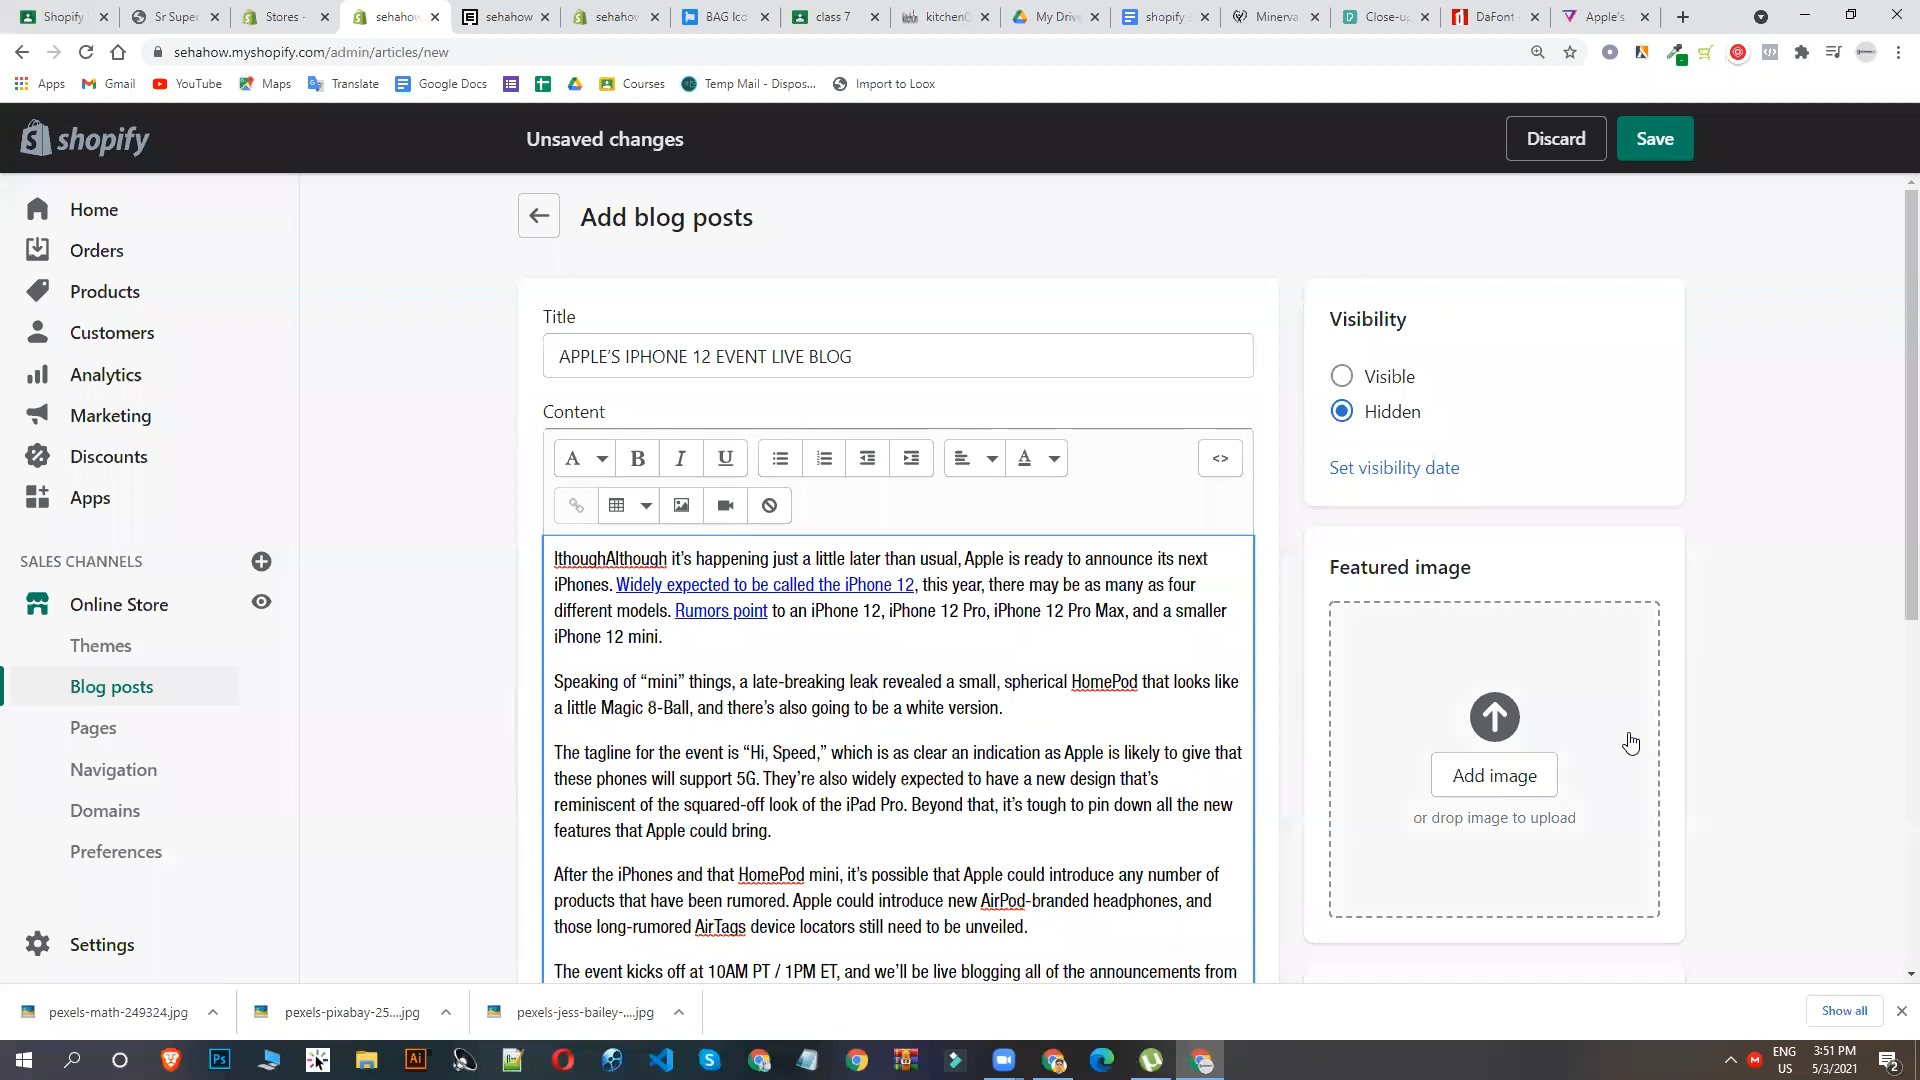 Shopify
Sr Super
Stores -
sehahow
sehahow
sehahow
BAG Ico
class 7
kitchen
My Driv
shopify
Minerva
Close-u
DaFont
Apple's
sehahow.myshopify.com/admin/articles/new
Apps
Gmail
YouTube
Maps
Translate
Google Docs
Courses
Temp Mail - Dispos...
Import to Loox
shopify
Unsaved changes
Discard
Save
Home
Orders
Products
Customers
Analytics
Marketing
Discounts
Apps
SALES CHANNELS
Online Store
Themes
Blog posts
Pages
Navigation
Domains
Preferences
Settings
Add blog posts
Title
APPLE’S IPHONE 12 EVENT LIVE BLOG
Content
A
B
I
U
A
<>
lthoughAlthough it’s happening just a little later than usual, Apple is ready to announce its next
iPhones. Widely expected to be called the iPhone 12, this year, there may be as many as four
different models. Rumors point to an iPhone 12, iPhone 12 Pro, iPhone 12 Pro Max, and a smaller
iPhone 12 mini.
Speaking of “mini” things, a late-breaking leak revealed a small, spherical HomePod that looks like
a little Magic 8-Ball, and there’s also going to be a white version.
The tagline for the event is “Hi, Speed,” which is as clear an indication as Apple is likely to give that
these phones will support 5G. They’re also widely expected to have a new design that’s
reminiscent of the squared-off look of the iPad Pro. Beyond that, it’s tough to pin down all the new
features that Apple could bring.
After the iPhones and that HomePod mini, it’s possible that Apple could introduce any number of
products that have been rumored. Apple could introduce new AirPod-branded headphones, and
those long-rumored AirTags device locators still need to be unveiled.
The event kicks off at 10AM PT / 1PM ET, and we’ll be live blogging all of the announcements from
Visibility
Visible
Hidden
Set visibility date
Featured image
Add image
or drop image to upload
pexels-math-249324.jpg
pexels-pixabay-25....jpg
pexels-jess-bailey-....jpg
Show all
Ps
Ai
ENG
US
3:51 PM
5/3/2021
2